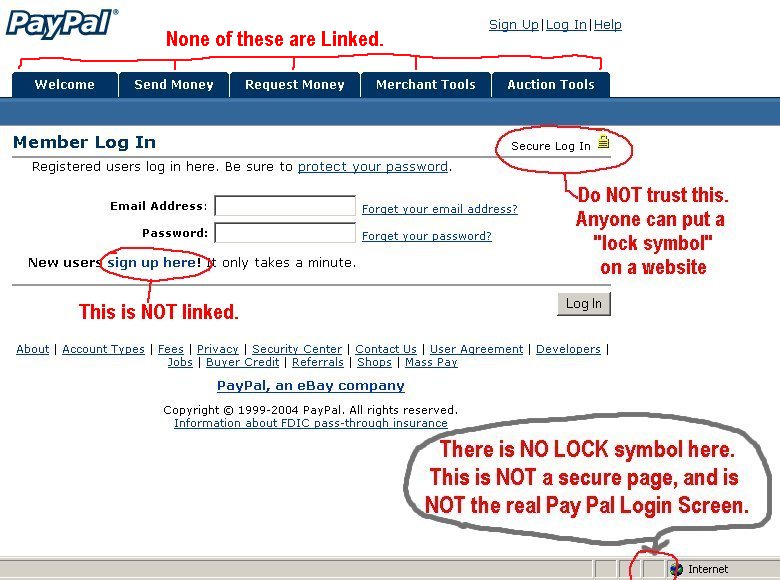 PayPal®
Sign Up|Log In|Help
None of these are Linked.
Welcome Send Money Request Money Merchant Tools Auction Tools
Member Log In
Secure Log In
Registered users log in here. Be sure to protect your password.
Do NOT trust this.
Anyone can put a
"lock symbol"
on a website
Email Address:
Forget your email address?
Password:
Forget your password?
New users sign up here! It only takes a minute.
This is NOT linked.
Log In
About | Account Types | Fees | Privacy | Security Center | Contact Us | User Agreement | Developers |
Jobs | Buyer Credit | Referrals | Shops | Mass Pay
PayPal, an eBay company
Copyright © 1999-2004 PayPal. All rights reserved.
Information about FDIC pass-through insurance
There is NO LOCK symbol here.
This is NOT a secure page, and is
NOT the real Pay Pal Login Screen.
Internet